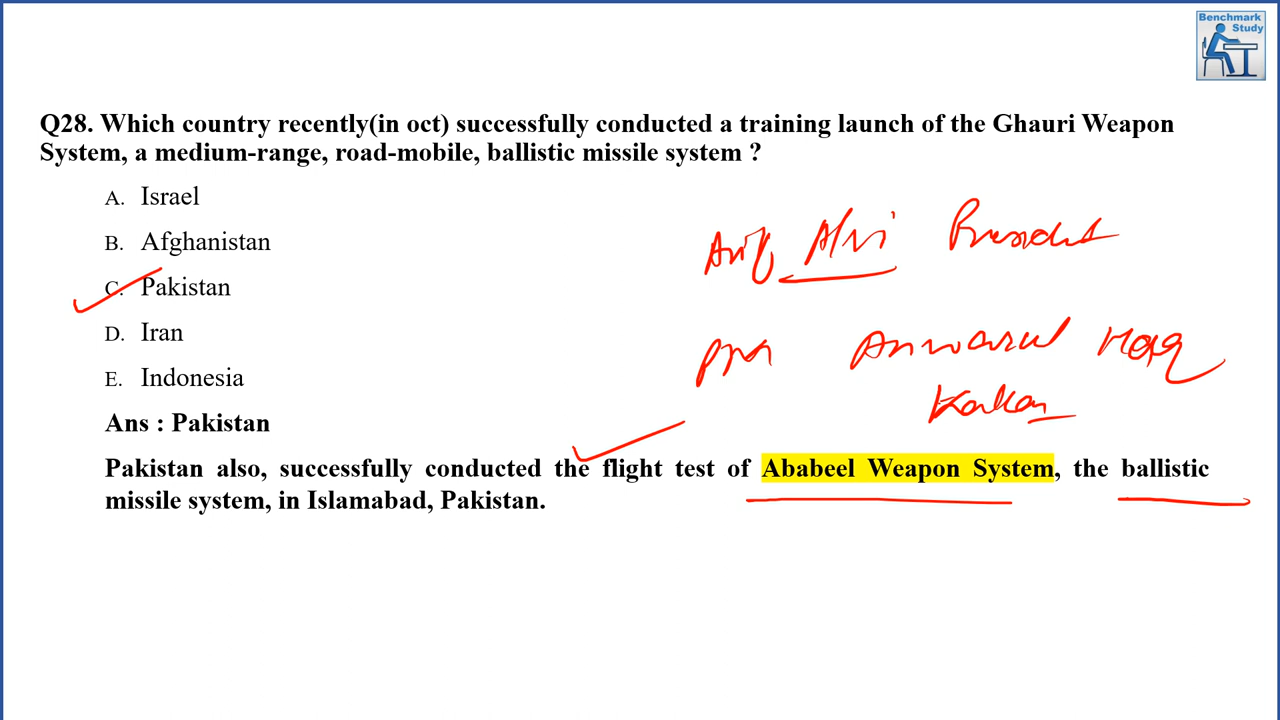 Benchmark
Study
Q28. Which country recently(in oct) successfully conducted a training launch of the Ghauri Weapon
System, a medium-range, road-mobile, ballistic missile system ?
A. Israel
B. Afghanistan
C. Pakistan
D. Iran
E. Indonesia
Arif Alvi President
PM Anwarul Haq
Kakar
Ans : Pakistan
Pakistan also, successfully conducted the flight test of Ababeel Weapon System, the ballistic
missile system, in Islamabad, Pakistan.